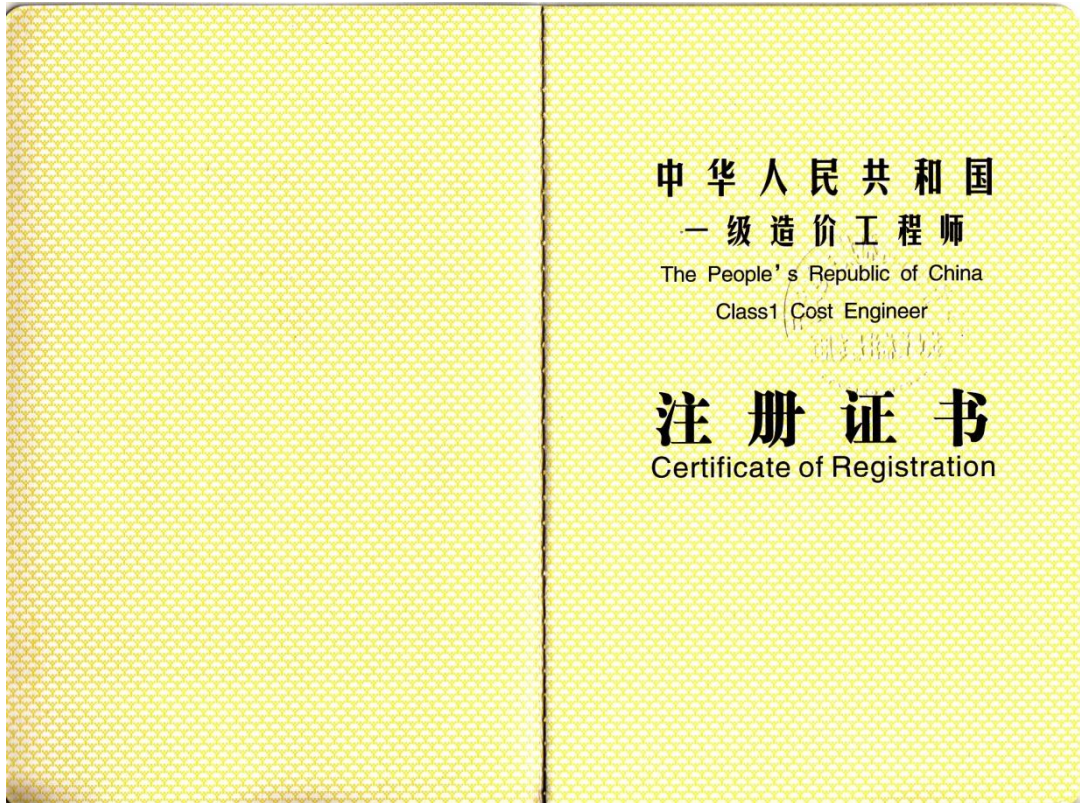 中华人民共和国
一级造价工程师
The People's Republic of China
Class1 Cost Engineer
注册证书
Certificate of Registration